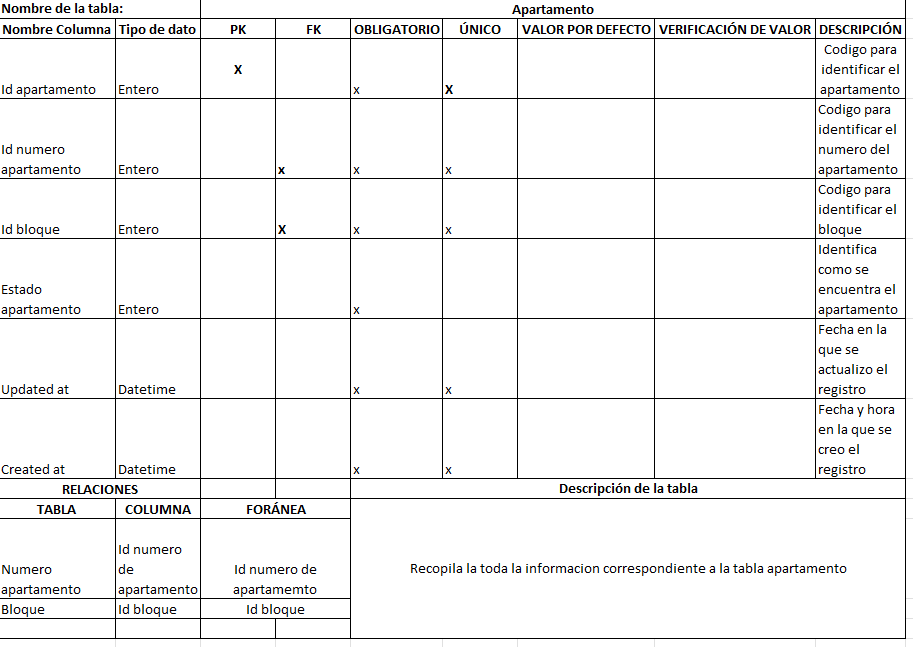 Nombre de la tabla: Apartamento
Nombre Columna Tipo de dato PK FK OBLIGATORIO ÚNICO VALOR POR DEFECTO VERIFICACIÓN DE VALOR DESCRIPCIÓN
Codigo para
X identificar el
Id apartamento Entero x X apartamento
Codigo para
identificar el
Id numero numero del
apartamento Entero x x x apartamento
Codigo para
identificar el
Id bloque Entero X x x bloque
Identifica
como se
Estado encuentra el
apartamento Entero x apartamento
Fecha en la
que se
actualizo el
Updated at Datetime x x registro
Fecha y hora
en la que se
creo el
Created at Datetime x x registro
RELACIONES Descripción de la tabla
TABLA COLUMNA FORÁNEA
Id numero
Numero de Id numero de Recopila la toda la informacion correspondiente a la tabla apartamento
apartamento apartamento apartamemto
Bloque Id bloque Id bloque